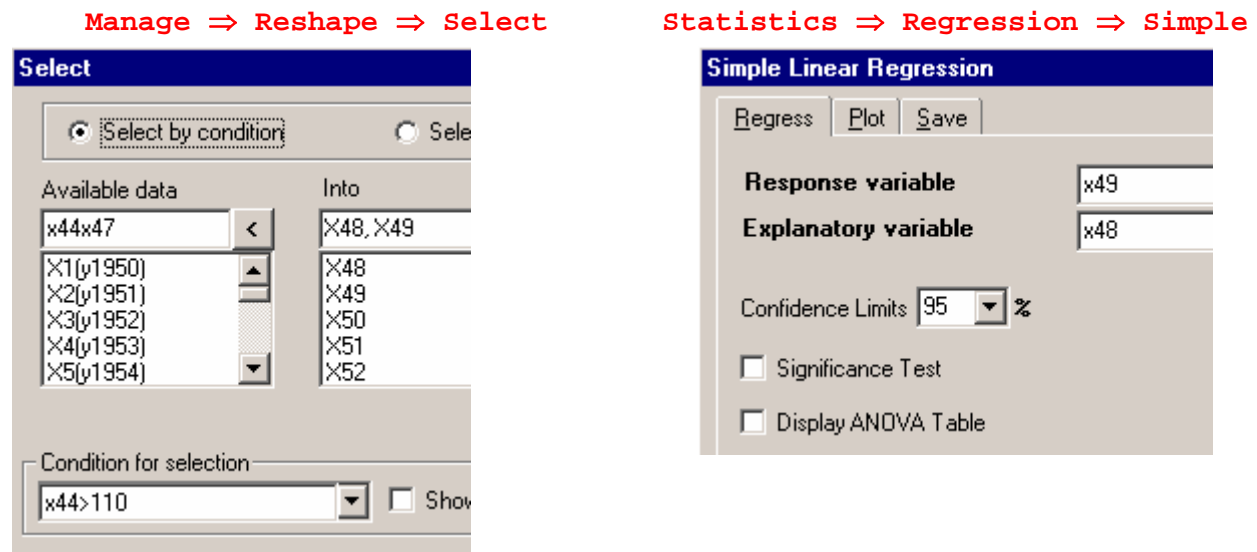 Manage ⇒ Reshape ⇒ Select
Select
Select by condition
Sele
Available data
Into
x44x47
<
X48, X49
X1(y1950)
X2(y1951)
X3(y1952)
X4(y1953)
X5(y1954)
X48
X49
X50
X51
X52
Condition for selection
x44>110
Show
Statistics ⇒ Regression ⇒ Simple
Simple Linear Regression
Regress
Plot
Save
Response variable
x49
Explanatory variable
x48
Confidence Limits 95 %
Significance Test
Display ANOVA Table